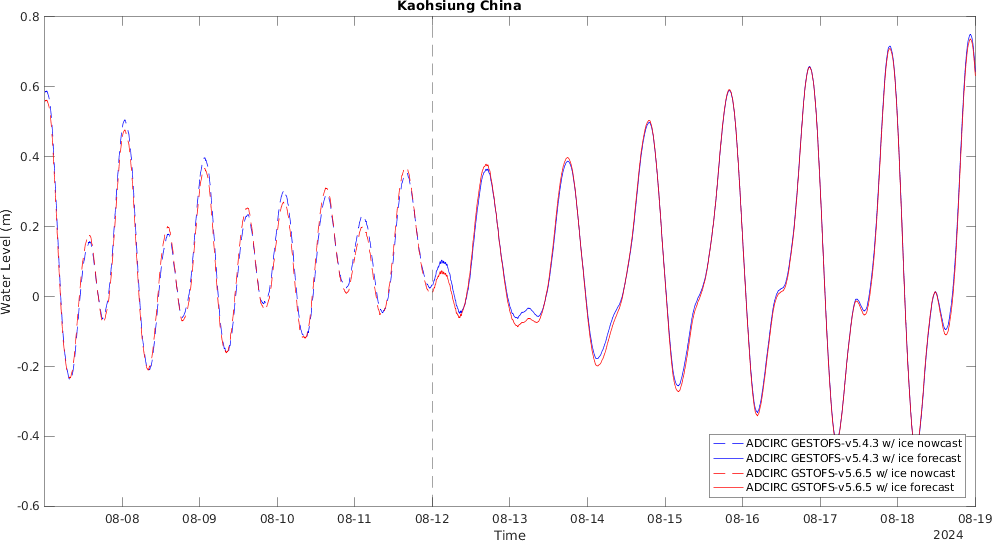 Kaohsiung China
0.8
0.6
0.4
0.2
0
-0.2
-0.4
-0.6
Water Level (m)
ADCIRC GESTOFS-v5.4.3 w/ ice nowcast
ADCIRC GESTOFS-v5.4.3 w/ ice forecast
ADCIRC GSTOFS-v5.6.5 w/ ice nowcast
ADCIRC GSTOFS-v5.6.5 w/ ice forecast
08-08 08-09 08-10 08-11 08-12 08-13 08-14 08-15 08-16 08-17 08-18 08-19
Time
2024